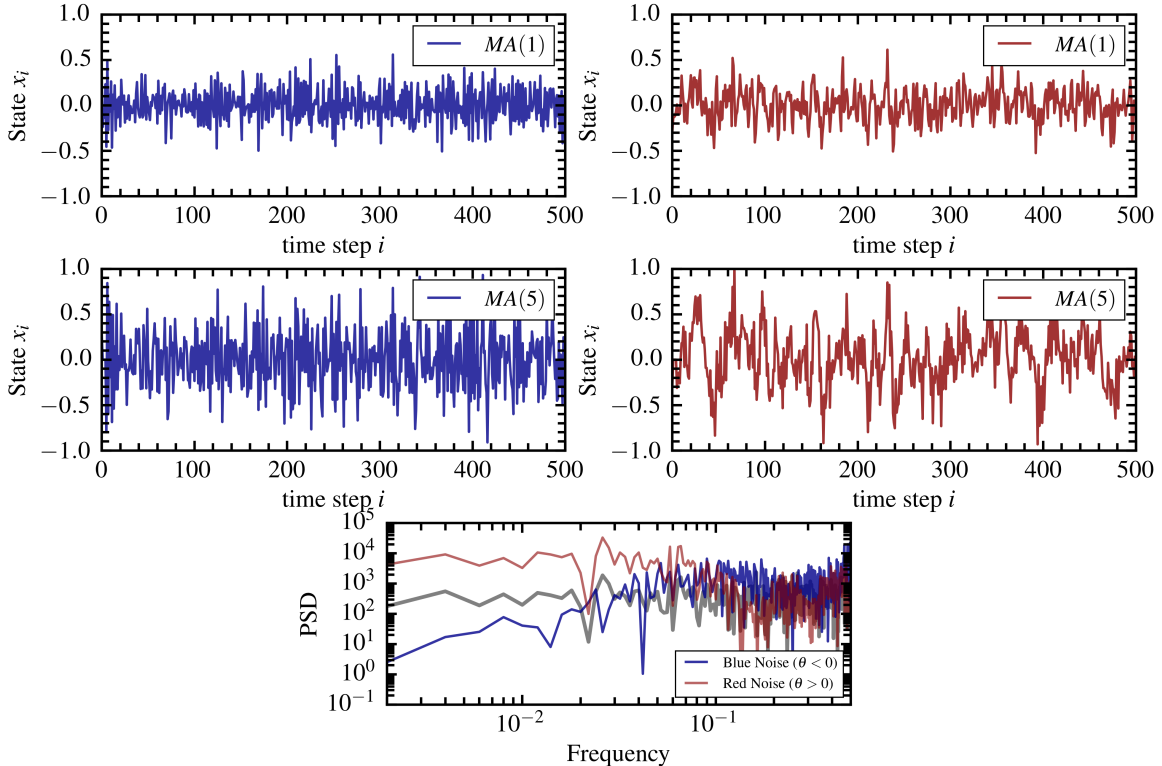 1.0
0.5
0.0
−0.5
−1.0
State x_i
MA(1)
0 100 200 300 400 500
time step i
1.0
0.5
0.0
−0.5
−1.0
State x_i
MA(1)
0 100 200 300 400 500
time step i
1.0
0.5
0.0
−0.5
−1.0
State x_i
MA(5)
0 100 200 300 400 500
time step i
1.0
0.5
0.0
−0.5
−1.0
State x_i
MA(5)
0 100 200 300 400 500
time step i
10^5
10^4
10^3
10^2
10^1
10^0
10^−1
PSD
Blue Noise (θ < 0)
Red Noise (θ > 0)
10^−2 10^−1
Frequency